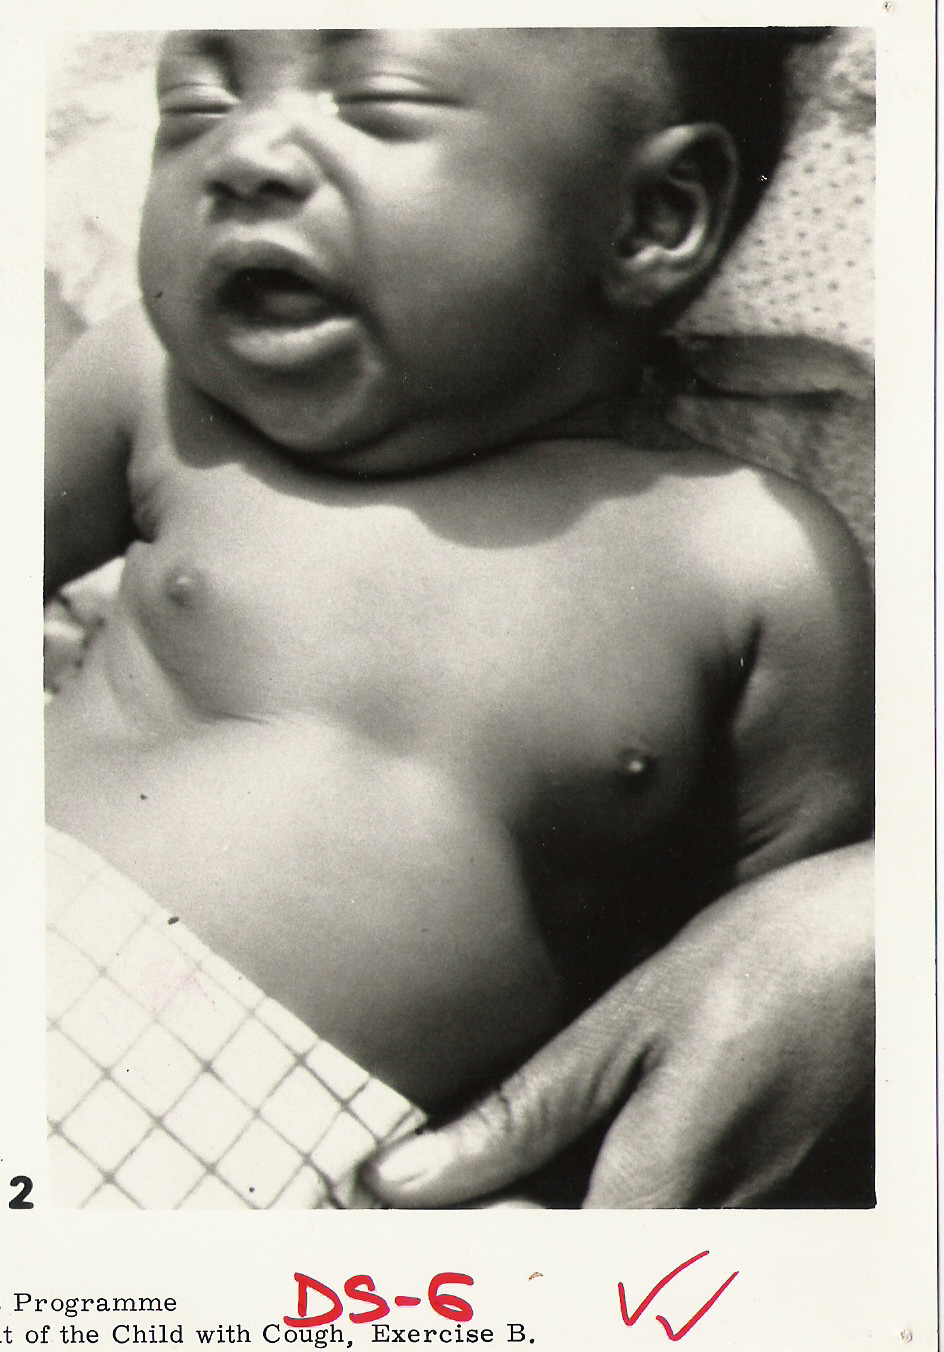 2
DS-6
. Programme
t of the Child with Cough, Exercise B.